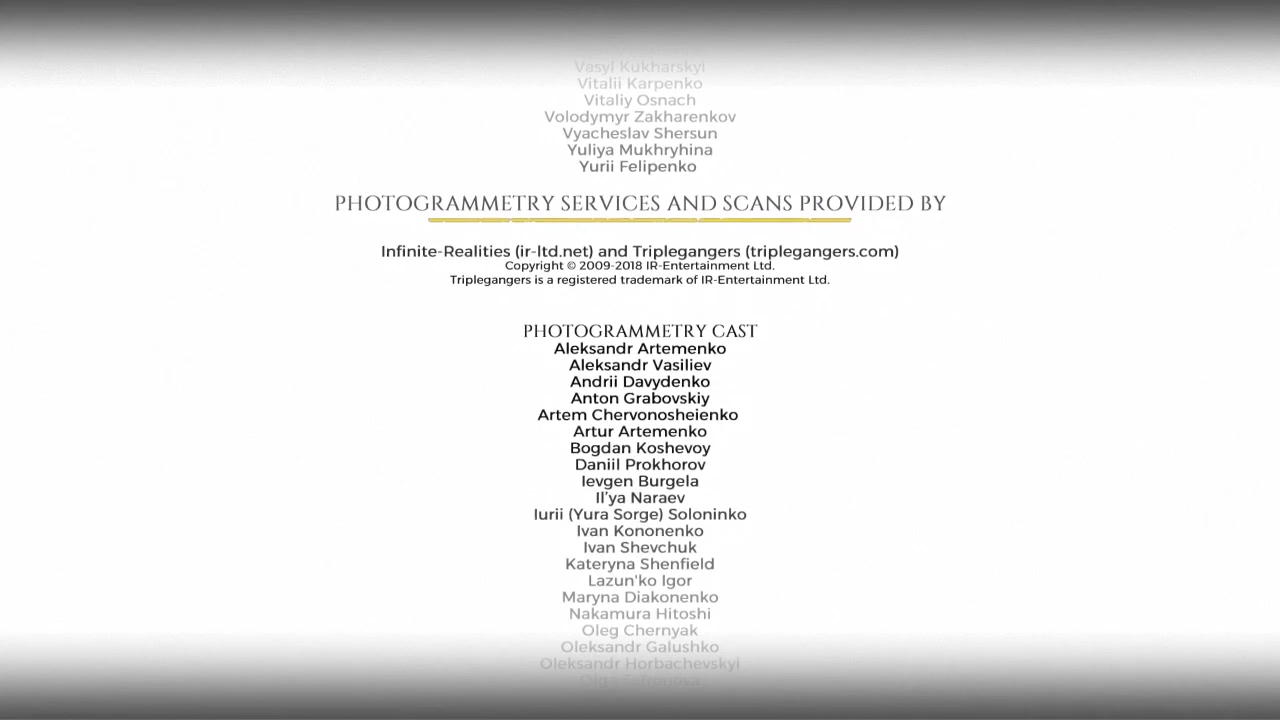 Vasyl Kukharskyi
Vitalii Karpenko
Vitaliy Osnach
Volodymyr Zakharenkov
Vyacheslav Shersun
Yuliya Mukhryhina
Yurii Felipenko
PHOTOGRAMMETRY SERVICES AND SCANS PROVIDED BY
Infinite-Realities (ir-ltd.net) and Triplegangers (triplegangers.com)
Copyright © 2009-2018 IR-Entertainment Ltd.
Triplegangers is a registered trademark of IR-Entertainment Ltd.
PHOTOGRAMMETRY CAST
Aleksandr Artemenko
Aleksandr Vasiliev
Andrii Davydenko
Anton Grabovskiy
Artem Chervonosheienko
Artur Artemenko
Bogdan Koshevoy
Daniil Prokhorov
Ievgen Burgela
Il’ya Naraev
Iurii (Yura Sorge) Soloninko
Ivan Kononenko
Ivan Shevchuk
Kateryna Shenfield
Lazun'ko Igor
Maryna Diakonenko
Nakamura Hitoshi
Oleg Chernyak
Oleksandr Galushko
Oleksandr Horbachevskyi
Olga